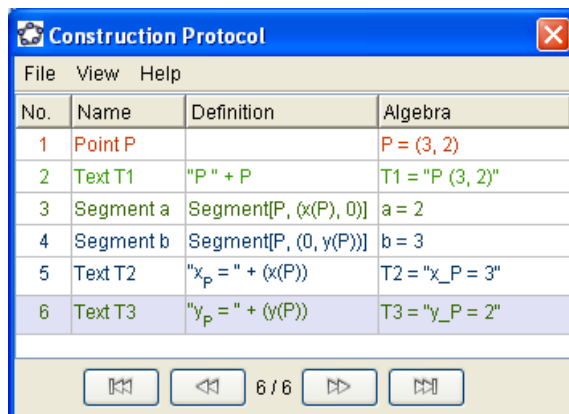 Construction Protocol
File View Help
No. Name Definition Algebra
1 Point P P = (3, 2)
2 Text T1 "P " + P T1 = "P (3, 2)"
3 Segment a Segment[P, (x(P), 0)] a = 2
4 Segment b Segment[P, (0, y(P))] b = 3
5 Text T2 "xₚ = " + (x(P)) T2 = "x_P = 3"
6 Text T3 "yₚ = " + (y(P)) T3 = "y_P = 2"
6 / 6